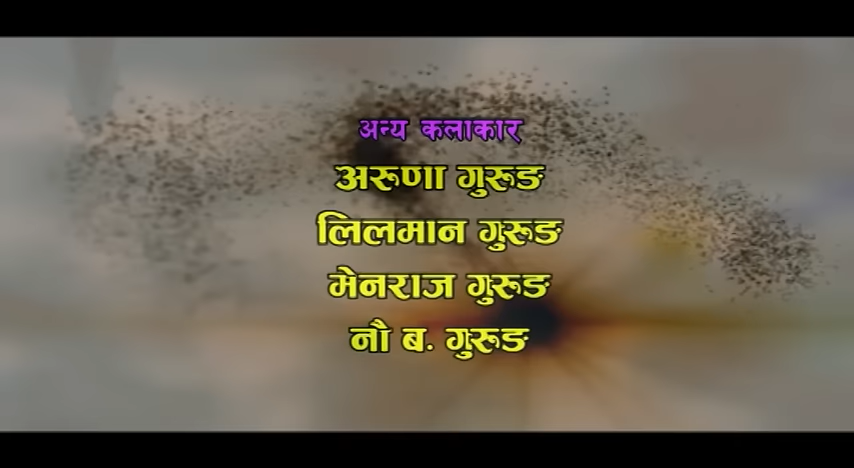 अन्य कलाकार
अरुणा गुरुङ
लिलमान गुरुङ
मेनराज गुरुङ
नौ ब. गुरुङ